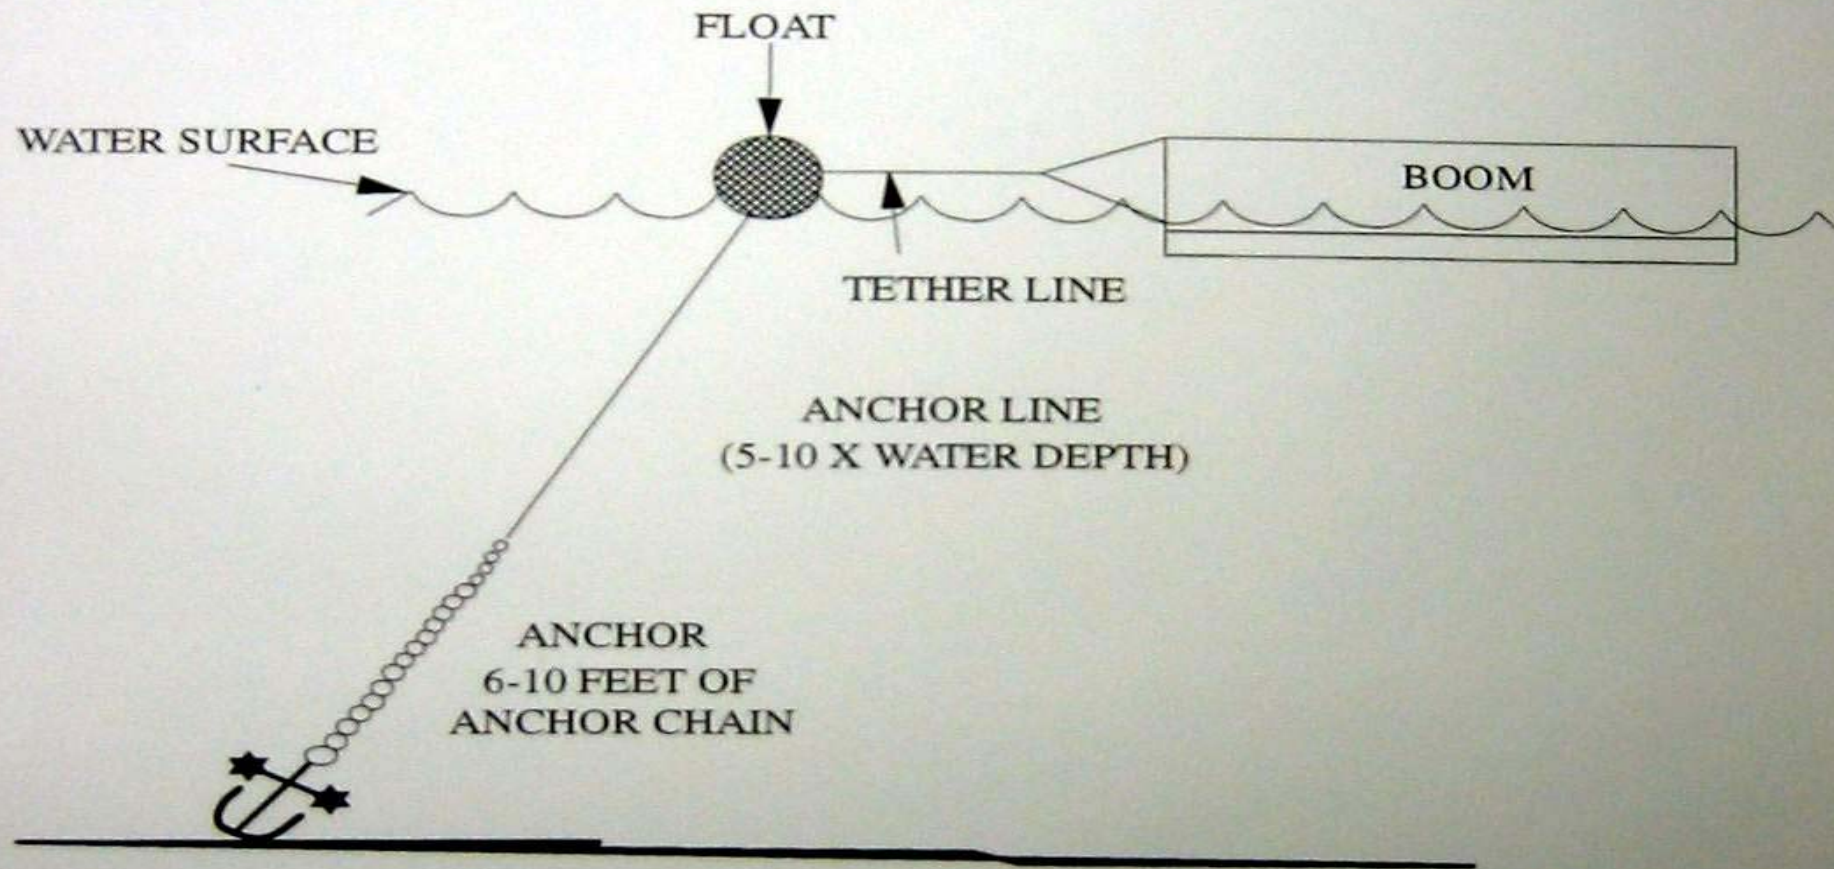 FLOAT
WATER SURFACE
BOOM
TETHER LINE
ANCHOR LINE
(5-10 X WATER DEPTH)
ANCHOR
6-10 FEET OF
ANCHOR CHAIN